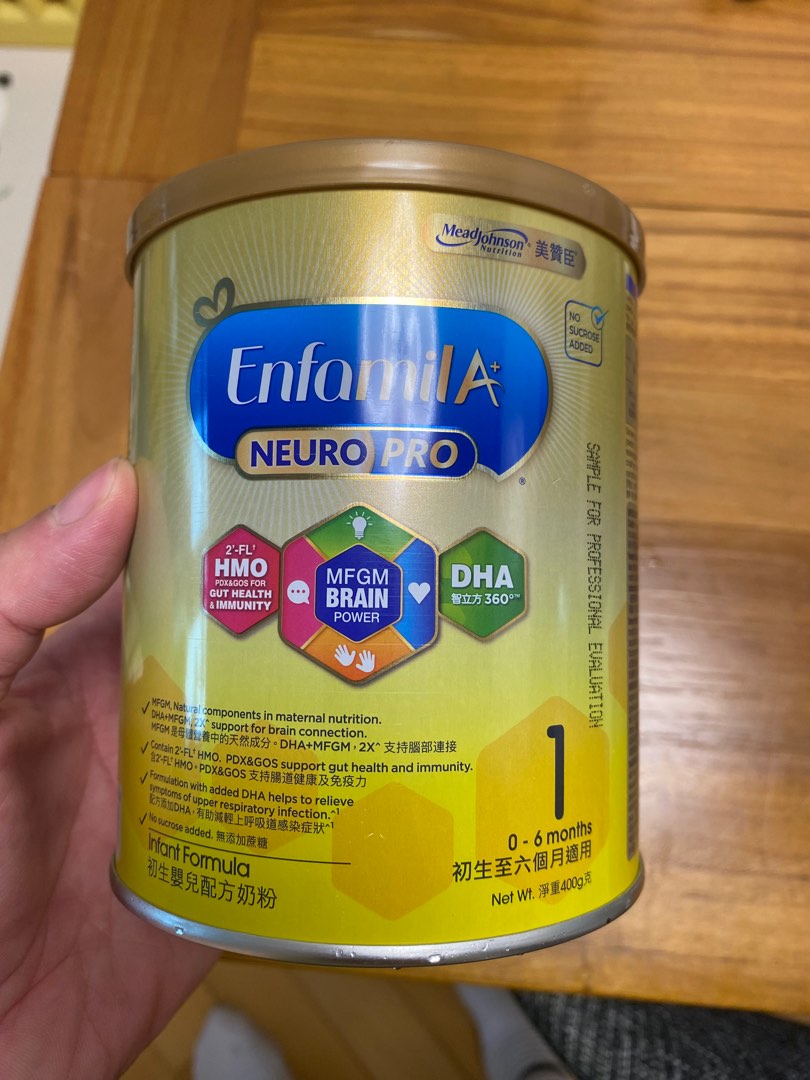 MeadJohnson® 美贊臣®
Nutrition
NO
SUCROSE
ADDED
EnfamilA+
NEURO PRO
®
SAMPLE FOR PROFESSIONAL EVALUATION
2'-FL†
HMO
PDX&GOS FOR
GUT HEALTH
& IMMUNITY
MFGM
BRAIN
POWER
DHA
智立方360°™
MFGM, Natural components in maternal nutrition.
DHA+MFGM, 2X^ support for brain connection.
MFGM 是母體營養中的天然成分。DHA+MFGM，2X^ 支持腦部連接
Contain 2'-FL† HMO. PDX&GOS support gut health and immunity.
含2'-FL† HMO。PDX&GOS 支持腸道健康及免疫力
Formulation with added DHA helps to relieve
symptoms of upper respiratory infection.^1
配方添加DHA，有助減輕上呼吸道感染症狀^1
No sucrose added. 無添加蔗糖
Infant Formula
初生嬰兒配方奶粉
1
0 - 6 months
初生至六個月適用
Net Wt. 淨重400g克